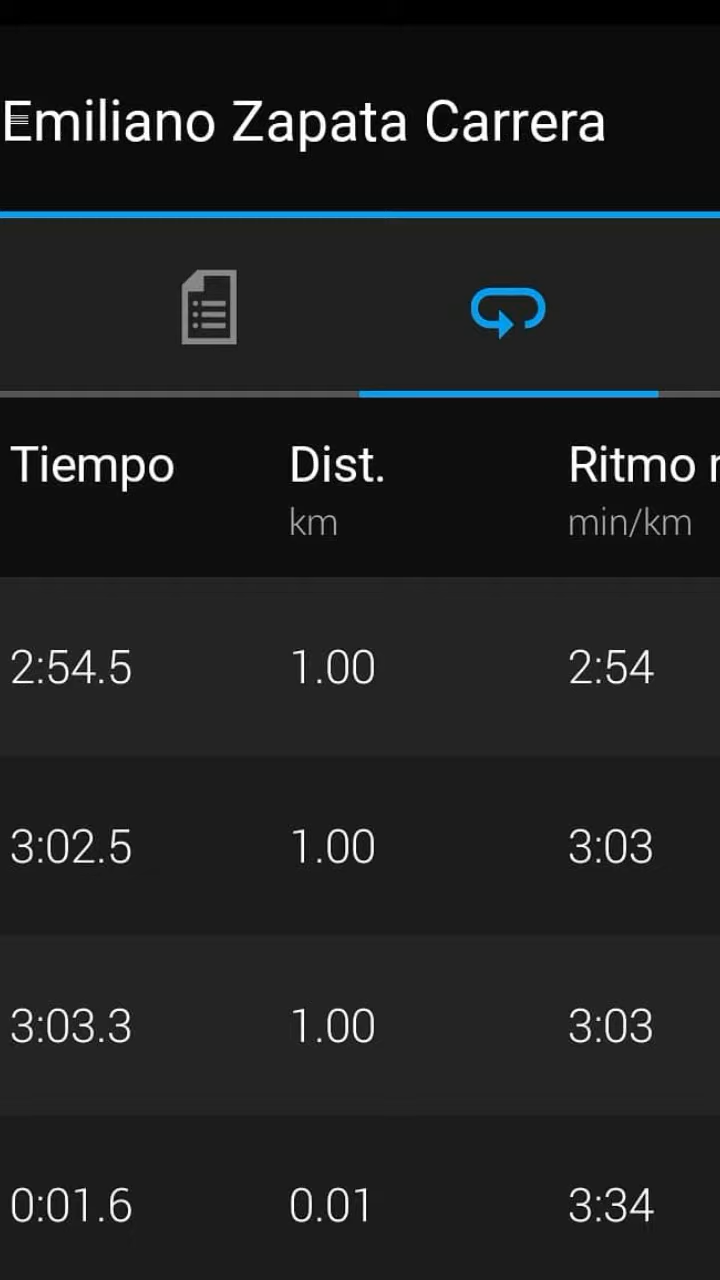 Emiliano Zapata Carrera
Tiempo Dist. Ritmo
km min/km
2:54.5 1.00 2:54
3:02.5 1.00 3:03
3:03.3 1.00 3:03
0:01.6 0.01 3:34